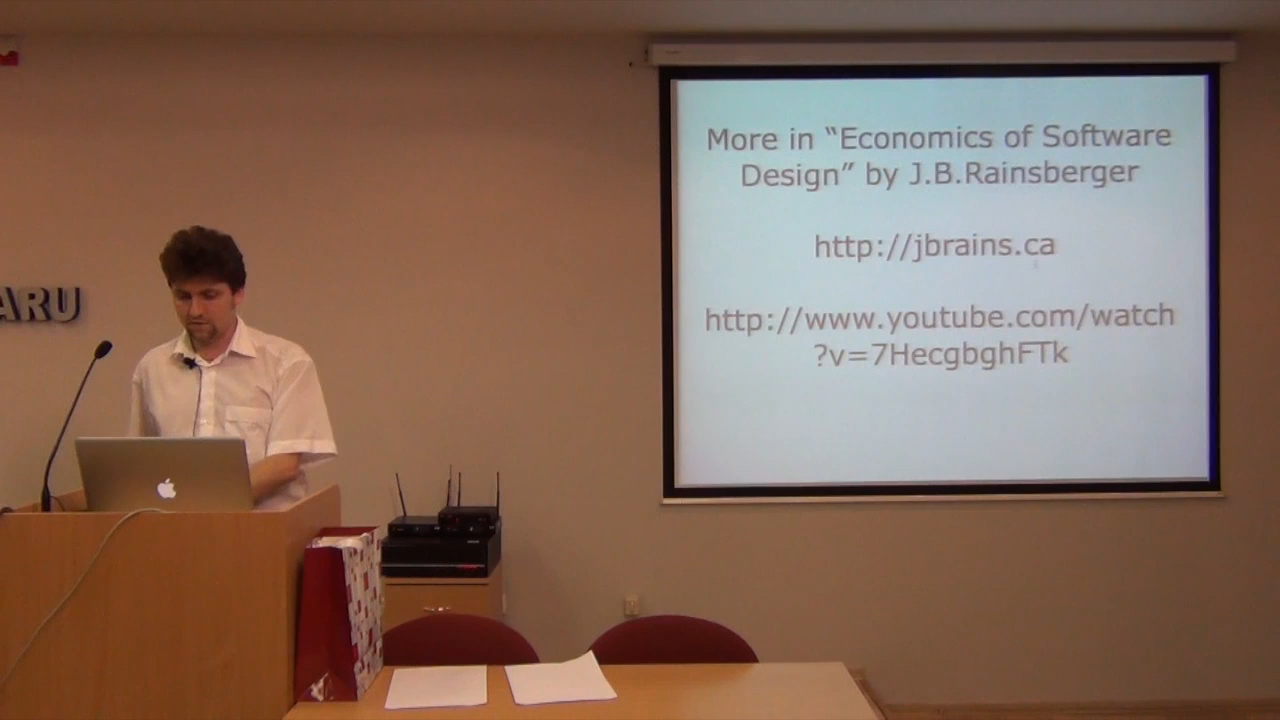 More in “Economics of Software
Design” by J.B.Rainsberger
http://jbrains.ca
http://www.youtube.com/watch
?v=7HecgbghFTk
ARU